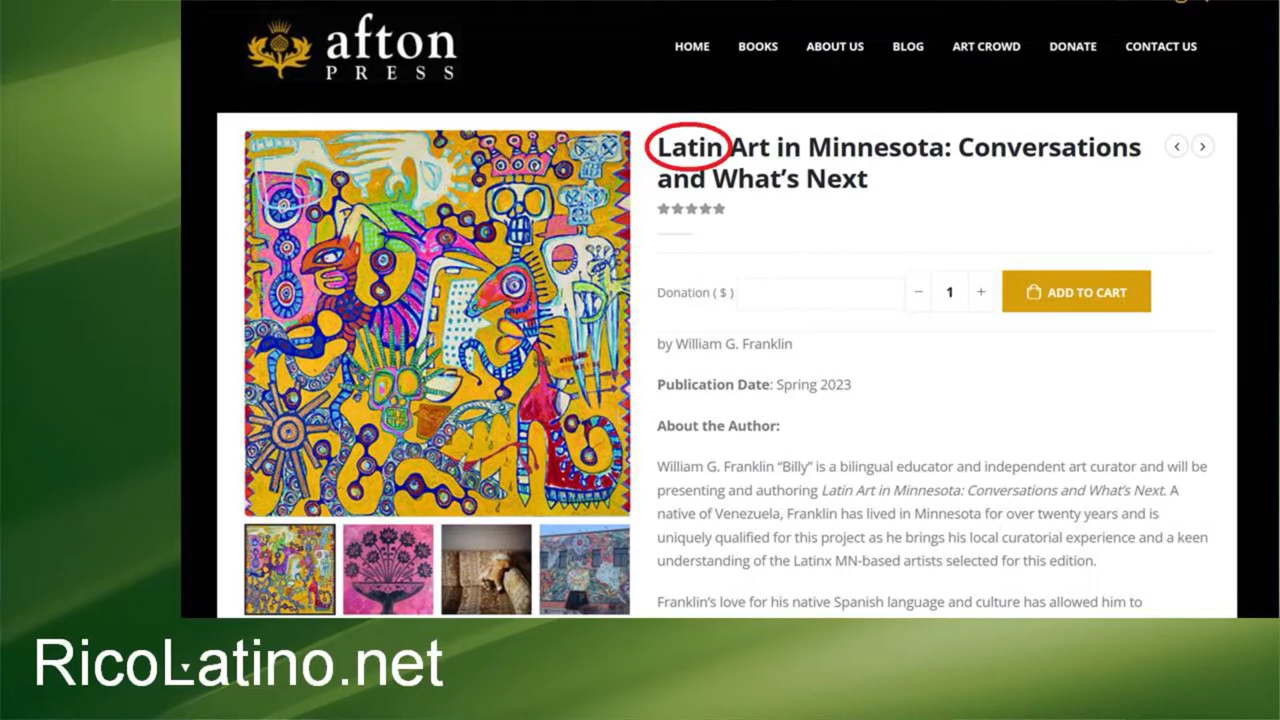 afton
PRESS
HOME BOOKS ABOUT US BLOG ART CROWD DONATE CONTACT US
Latin Art in Minnesota: Conversations
and What’s Next
Donation ( $ )
− 1 +
ADD TO CART
by William G. Franklin
Publication Date: Spring 2023
About the Author:
William G. Franklin “Billy” is a bilingual educator and independent art curator and will be
presenting and authoring Latin Art in Minnesota: Conversations and What’s Next. A
native of Venezuela, Franklin has lived in Minnesota for over twenty years and is
uniquely qualified for this project as he brings his local curatorial experience and a keen
understanding of the Latinx MN-based artists selected for this edition.
Franklin’s love for his native Spanish language and culture has allowed him to
RicoLatino.net